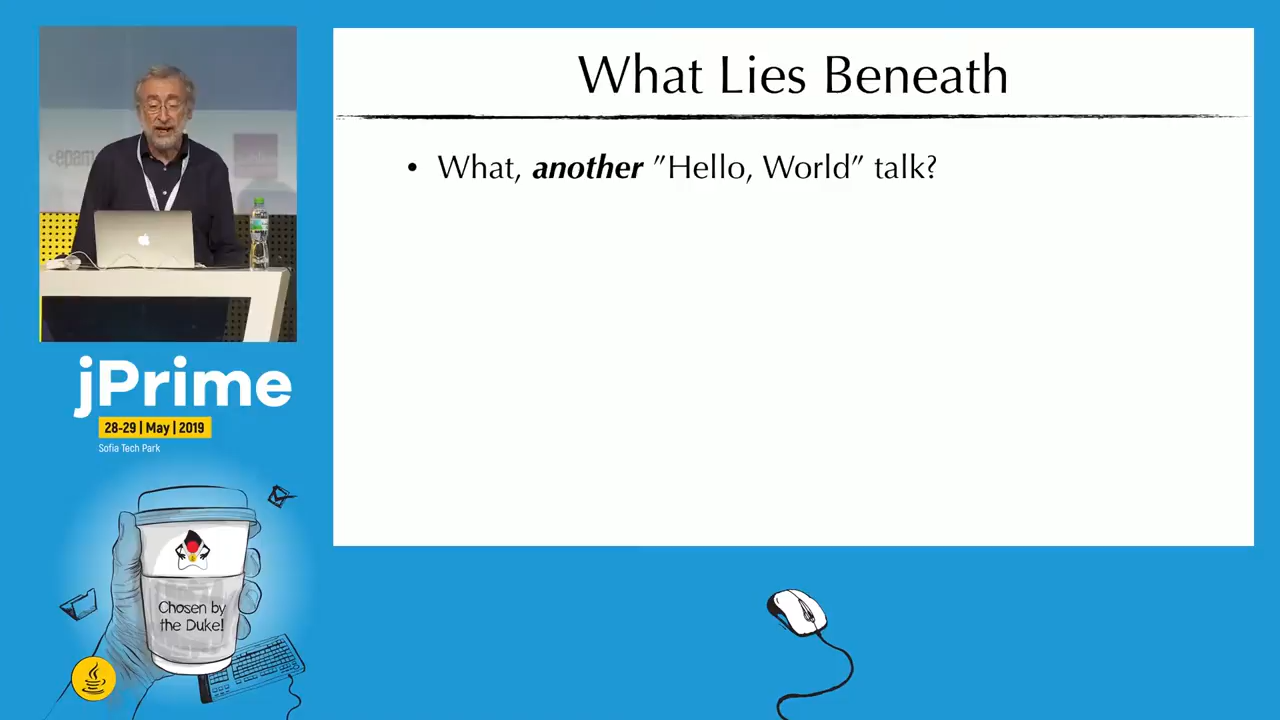 What Lies Beneath
• What, another ”Hello, World” talk?
<epam
jPrime
28-29 | May | 2019
Sofia Tech Park
Chosen by
the Duke!